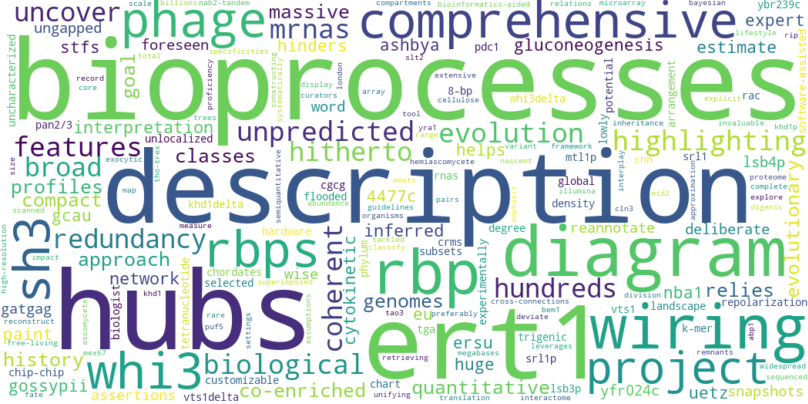 uncover phage massive mrnas comprehensive
scale billions nab2-tandem compartments bioinformatics-aided relations microarray bayesian
ybr239c expert
ungapped stfs foreseen hinders ashbya pdc1 gluconeogenesis estimate
rip lifestyle
bioprocesses
uncharacterized goal total specificities proficiency constructing systematically display london array extensive 8-bp cellulose whi3delta potential lowly arrangement rac explicit software-assisted
record core curators tool word slt2
pan2/3 interpretation trees unlocalized unpredicted yra1 range evolution variant framework inheritance invaluable khd1p
features classes hitherto helps hemiascomycete nascent mtl1p cnn srl1 highlighting
size broad exocytic tho-trex cgcg rnas illumina interplay global lsb4p proteome
profiles map khd1delta semiquantitative flooded 4477c meets guidelines pairs density approximation mid2 complete explore digenic
compact scanned measure abundance organisms empress cln3
gcau description evolutionary
sh3 redundancy rbps inferred crms degree reannotate deliberate
high-resolution impact approach hardware phylum tackled classify subsets experimentally diagram
chordates wise coherent cytokinetic rbp hundreds nba1 relies
network tetranucleotide selected superimposed genomes cross-connections division vts1 landscape repolarization
gatgag reconstruct biologist khd1 rare assumptions eu tao3 bem1 deviate k-mer abp1
paint free-living ascomycete hubs puf5 settings tga preferably trigenic leverages ert1 wiring remnants widespread
history mex67 whi3 biological customizable ersu megabases srl1p project sequenced
chip-chip huge retrieving
gossypii co-enriched chart quantitative lsb3p yfr024c uetz snapshots
fate assertions vts1delta unifying translation interactome